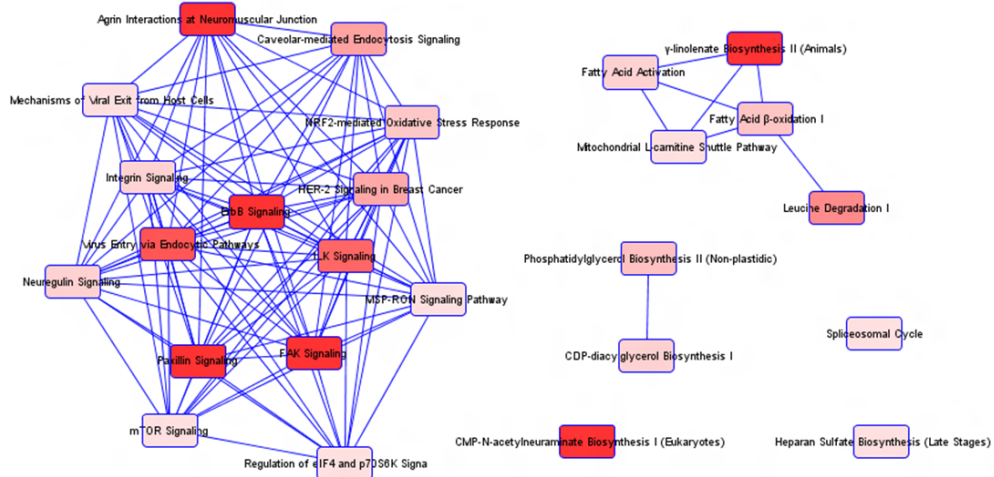 Agrin Interactions at Neuromuscular Junction
Caveolar-mediated Endocytosis Signaling
γ-linolenate Biosynthesis II (Animals)
Fatty Acid Activation
Mechanisms of Viral Exit from Host Cells
NRF2-mediated Oxidative Stress Response
Fatty Acid β-oxidation I
Mitochondrial L-carnitine Shuttle Pathway
Integrin Signaling
HER-2 Signaling in Breast Cancer
ErbB Signaling
Leucine Degradation I
Virus Entry via Endocytic Pathways
ILK Signaling
Phosphatidylglycerol Biosynthesis II (Non-plastidic)
Neuregulin Signaling
MSP-RON Signaling Pathway
Spliceosomal Cycle
Paxillin Signaling
FAK Signaling
CDP-diacylglycerol Biosynthesis I
mTOR Signaling
CMP-N-acetylneuraminate Biosynthesis I (Eukaryotes)
Heparan Sulfate Biosynthesis (Late Stages)
Regulation of eIF4 and p70S6K Signa